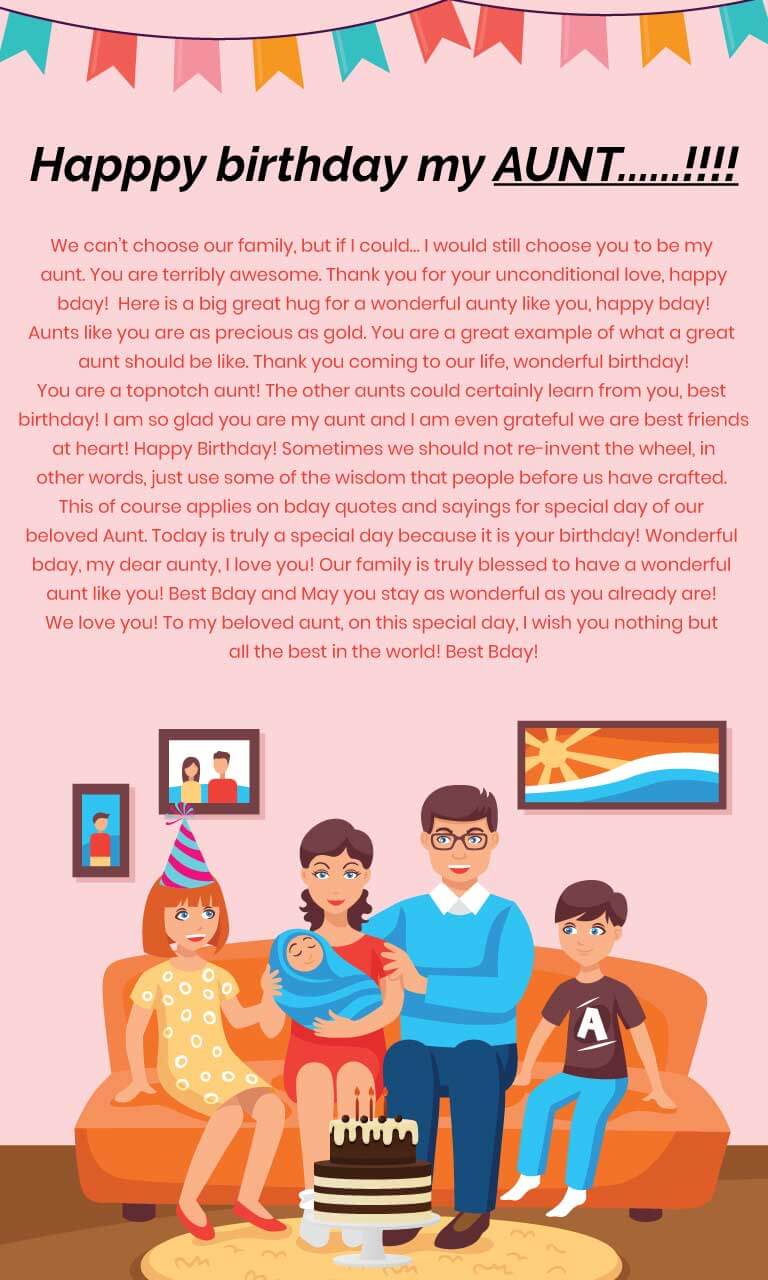 Happpy birthday my AUNT......!!!!
We can't choose our family, but if I could... I would still choose you to be my
aunt. You are terribly awesome. Thank you for your unconditional love, happy
bday!  Here is a big great hug for a wonderful aunty like you, happy bday!
Aunts like you are as precious as gold. You are a great example of what a great
aunt should be like. Thank you coming to our life, wonderful birthday!
You are a topnotch aunt! The other aunts could certainly learn from you, best
birthday! I am so glad you are my aunt and I am even grateful we are best friends
at heart! Happy Birthday! Sometimes we should not re-invent the wheel, in
other words, just use some of the wisdom that people before us have crafted.
This of course applies on bday quotes and sayings for special day of our
beloved Aunt. Today is truly a special day because it is your birthday! Wonderful
bday, my dear aunty, I love you! Our family is truly blessed to have a wonderful
aunt like you! Best Bday and May you stay as wonderful as you already are!
We love you! To my beloved aunt, on this special day, I wish you nothing but
all the best in the world! Best Bday!
A